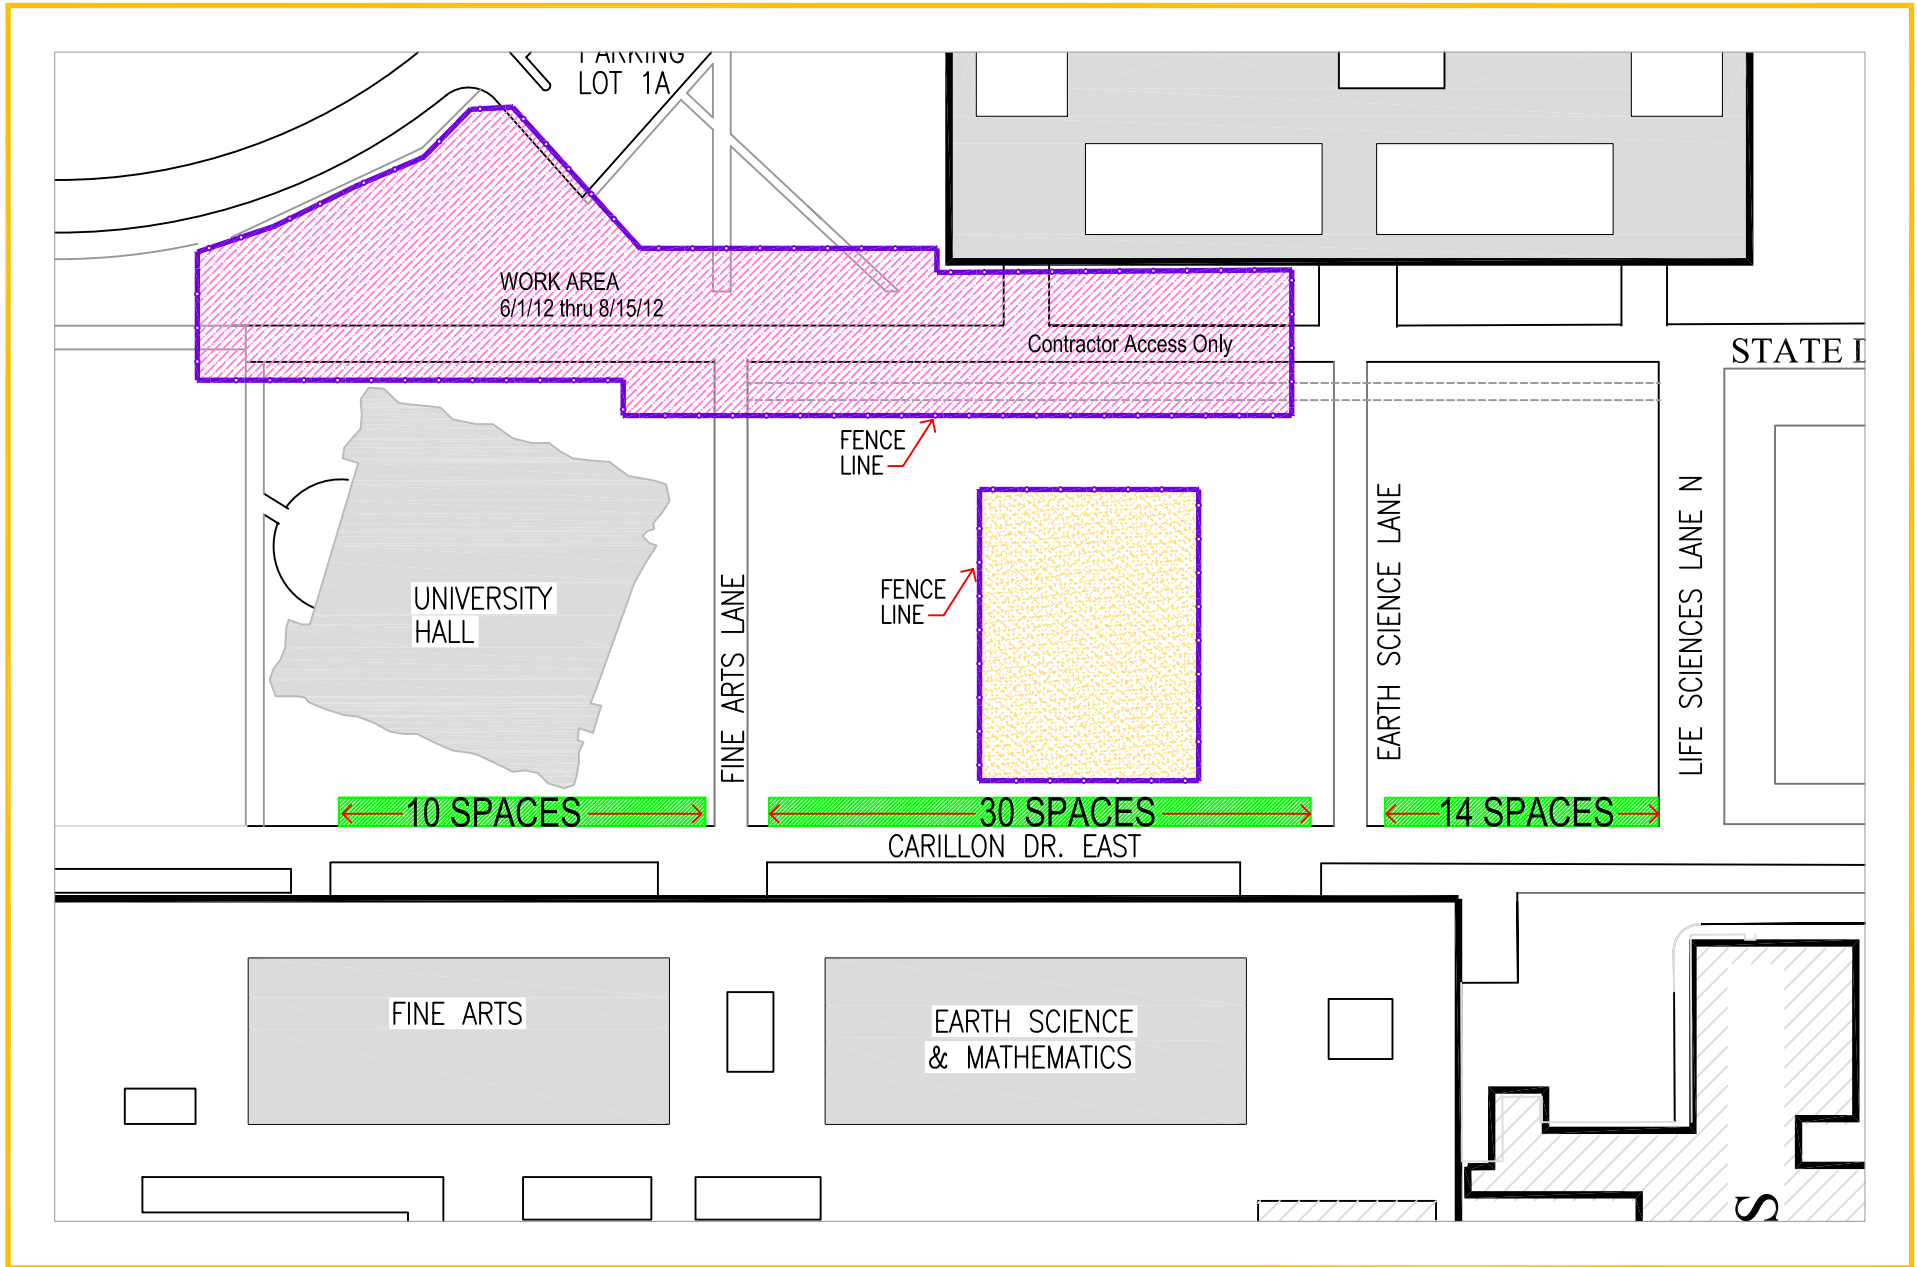 PARKING
LOT 1A
WORK AREA
6/1/12 thru 8/15/12
Contractor Access Only
STATE
FENCE
LINE
FENCE
LINE
UNIVERSITY
HALL
FINE ARTS LANE
EARTH SCIENCE LANE
LIFE SCIENCES LANE N
10 SPACES
30 SPACES
14 SPACES
CARILLON DR. EAST
FINE ARTS
EARTH SCIENCE
& MATHEMATICS
S